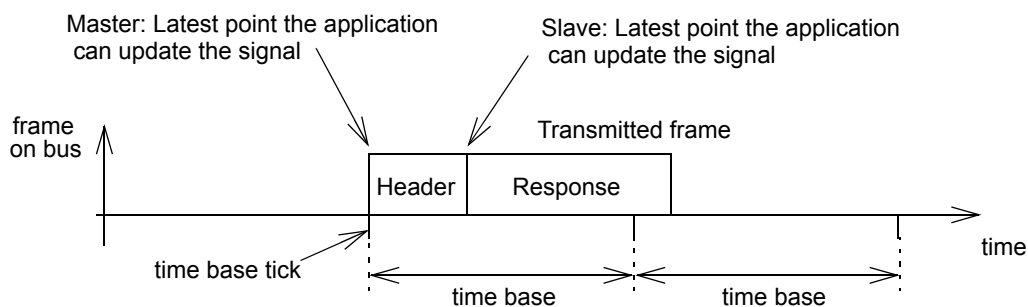 Master: Latest point the application
can update the signal
Slave: Latest point the application
can update the signal
frame
on bus
Transmitted frame
Header
Response
time
time base tick
time base
time base